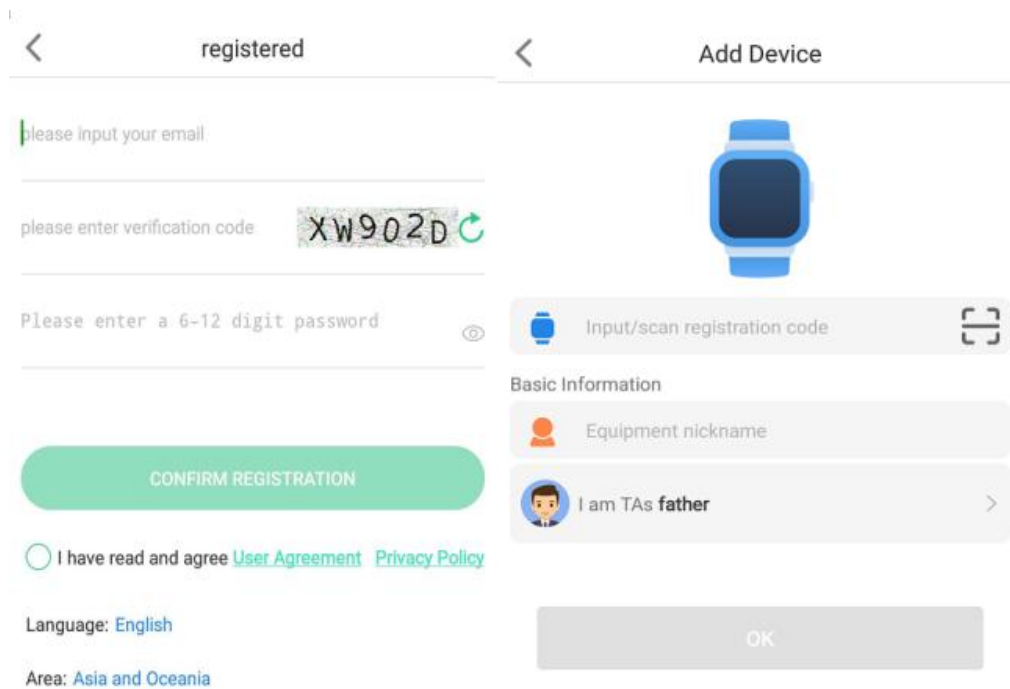 registered
please input your email
please enter verification code
XW902D
Please enter a 6-12 digit password
CONFIRM REGISTRATION
I have read and agree User Agreement Privacy Policy
Language: English
Area: Asia and Oceania
Add Device
Input/scan registration code
Basic Information
Equipment nickname
I am TAs father
OK